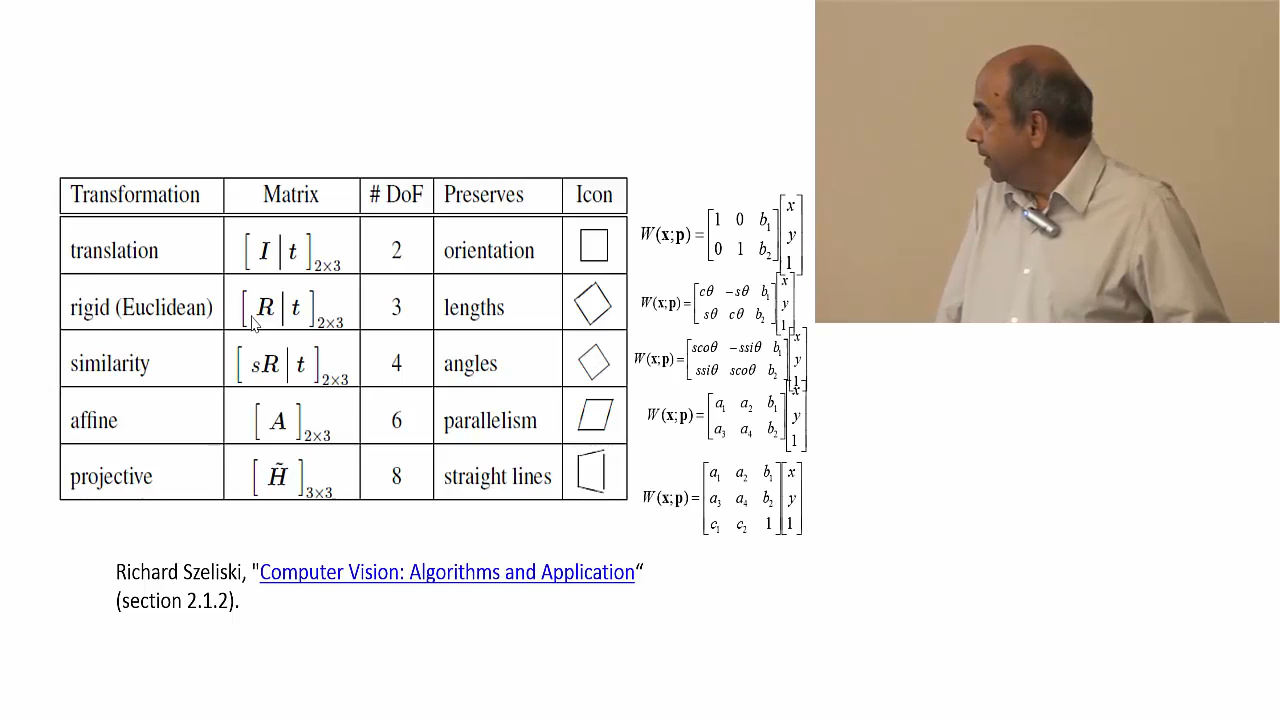 Transformation Matrix # DoF Preserves Icon
translation [ I | t ]2×3 2 orientation
rigid (Euclidean) [ R | t ]2×3 3 lengths
similarity [ sR | t ]2×3 4 angles
affine [ A ]2×3 6 parallelism
projective [ H̃ ]3×3 8 straight lines
W(x;p) = [1 0 b1; 0 1 b2] [x; y; 1]
W(x;p) = [cθ −sθ b1; sθ cθ b2] [x; y; 1]
W(x;p) = [scoθ −ssiθ b1; ssiθ scoθ b2] [x; y; 1]
W(x;p) = [a1 a2 b1; a3 a4 b2] [x; y; 1]
W(x;p) = [a1 a2 b1; a3 a4 b2; c1 c2 1] [x; y; 1]
Richard Szeliski, "Computer Vision: Algorithms and Application“
(section 2.1.2).